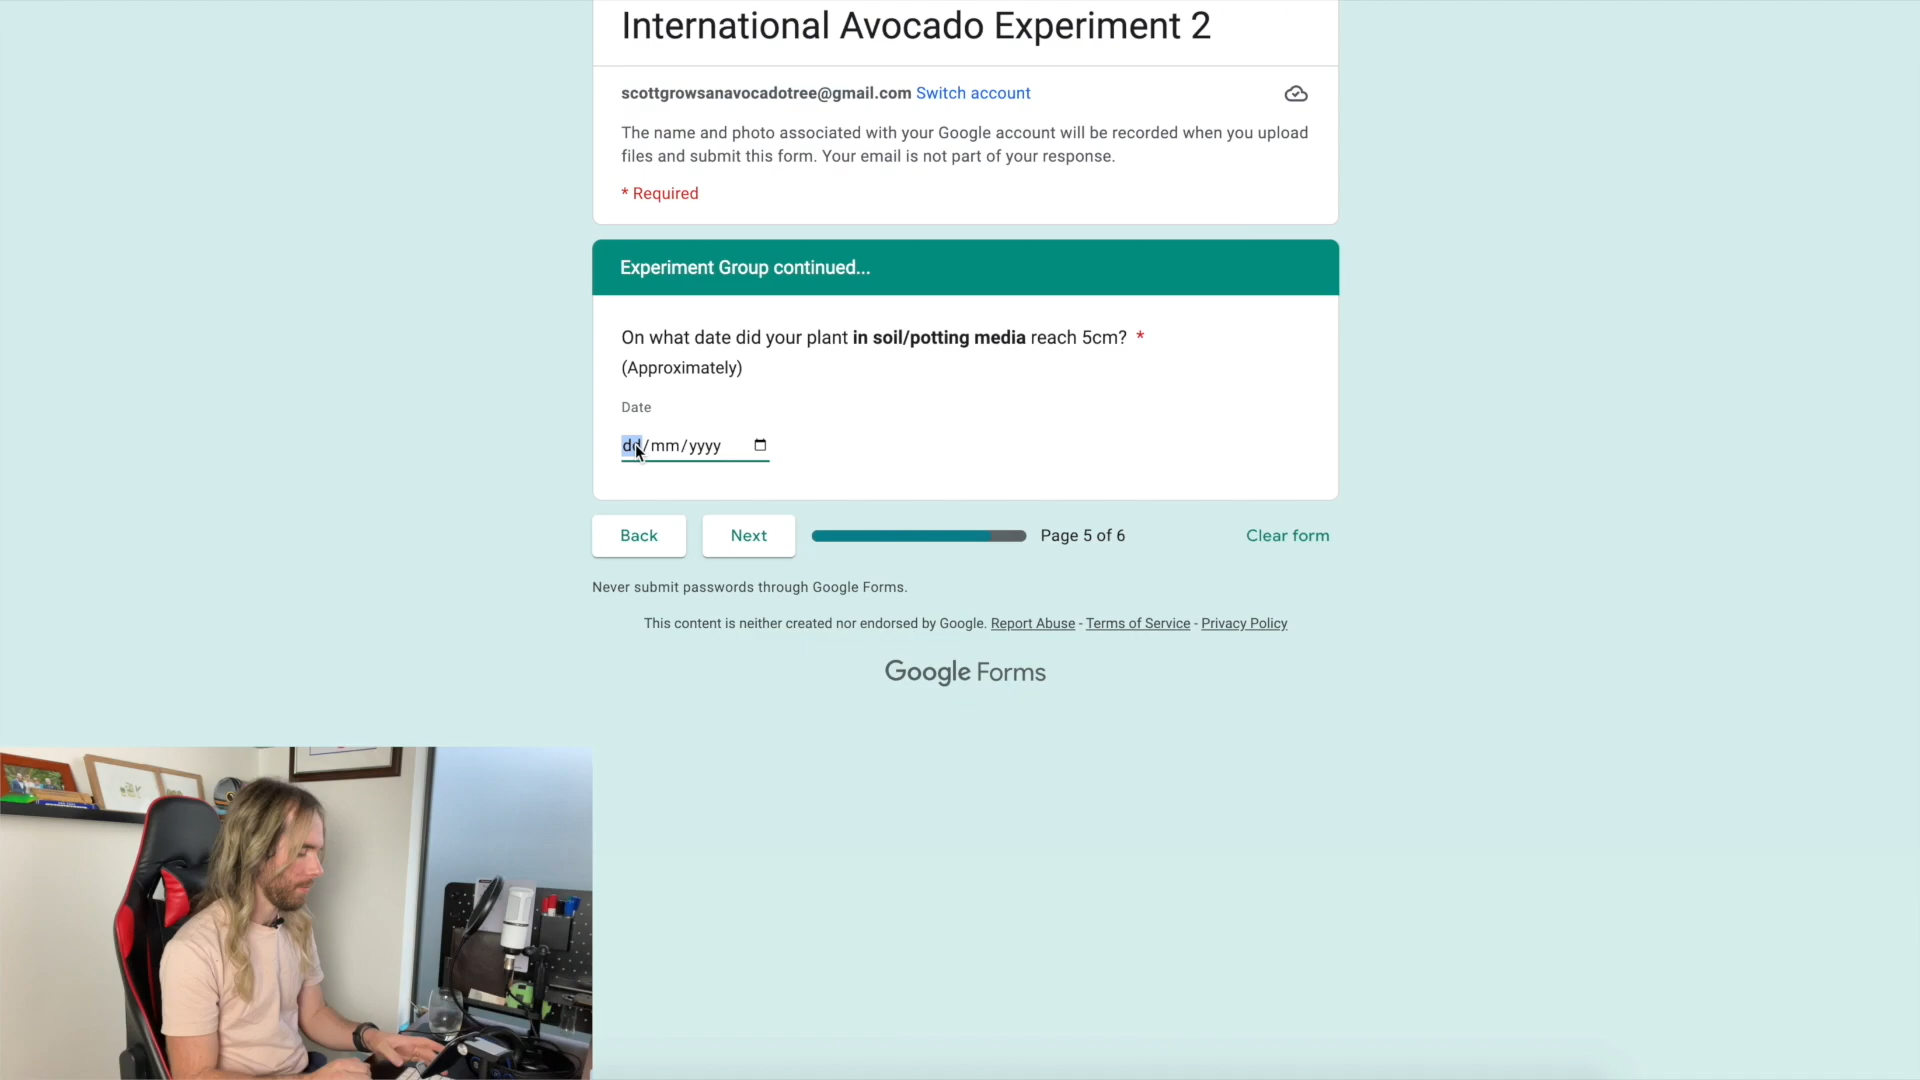 International Avocado Experiment 2
scottgrowsanavocadotree@gmail.com Switch account
The name and photo associated with your Google account will be recorded when you upload
files and submit this form. Your email is not part of your response.
* Required
Experiment Group continued...
On what date did your plant in soil/potting media reach 5cm? *
(Approximately)
Date
dd/mm/yyyy
Back
Next
Page 5 of 6
Clear form
Never submit passwords through Google Forms.
This content is neither created nor endorsed by Google. Report Abuse - Terms of Service - Privacy Policy
Google Forms